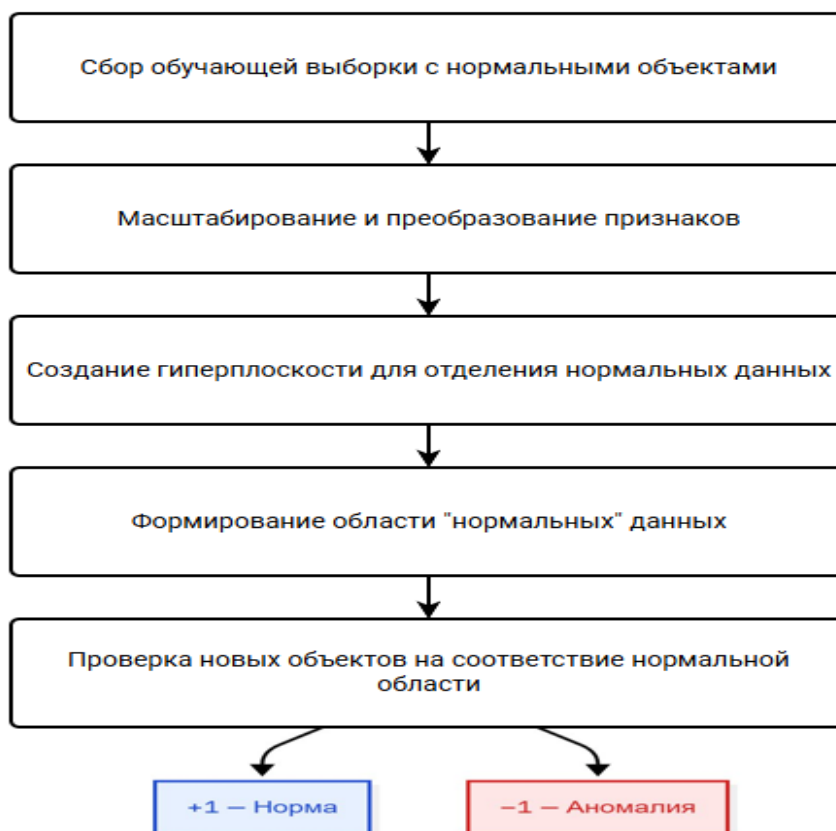 Сбор обучающей выборки с нормальными объектами
Масштабирование и преобразование признаков
Создание гиперплоскости для отделения нормальных данных
Формирование области "нормальных" данных
Проверка новых объектов на соответствие нормальной
области
+1 — Норма
−1 — Аномалия